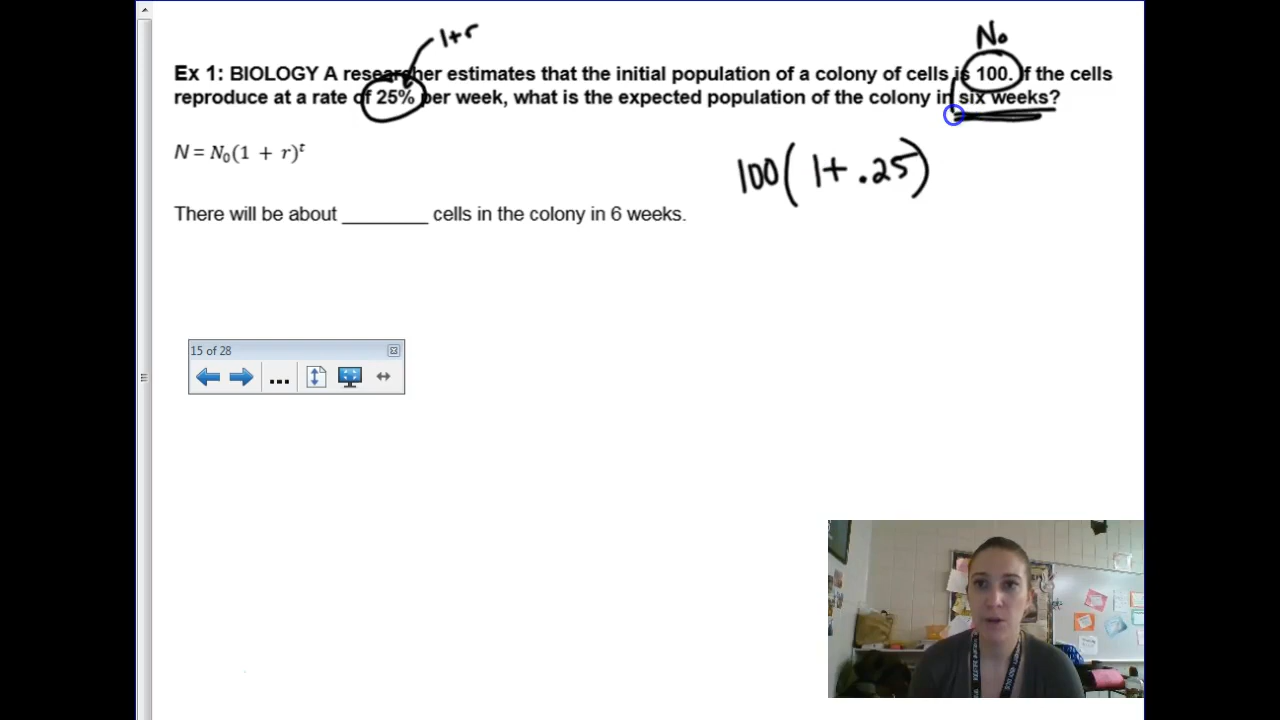 1+r
N₀
Ex 1: BIOLOGY A researcher estimates that the initial population of a colony of cells is 100. If the cells
reproduce at a rate of 25% per week, what is the expected population of the colony in six weeks?
N = N₀(1 + r)ᵗ
100(1+.25)
There will be about ________ cells in the colony in 6 weeks.
15 of 28
...